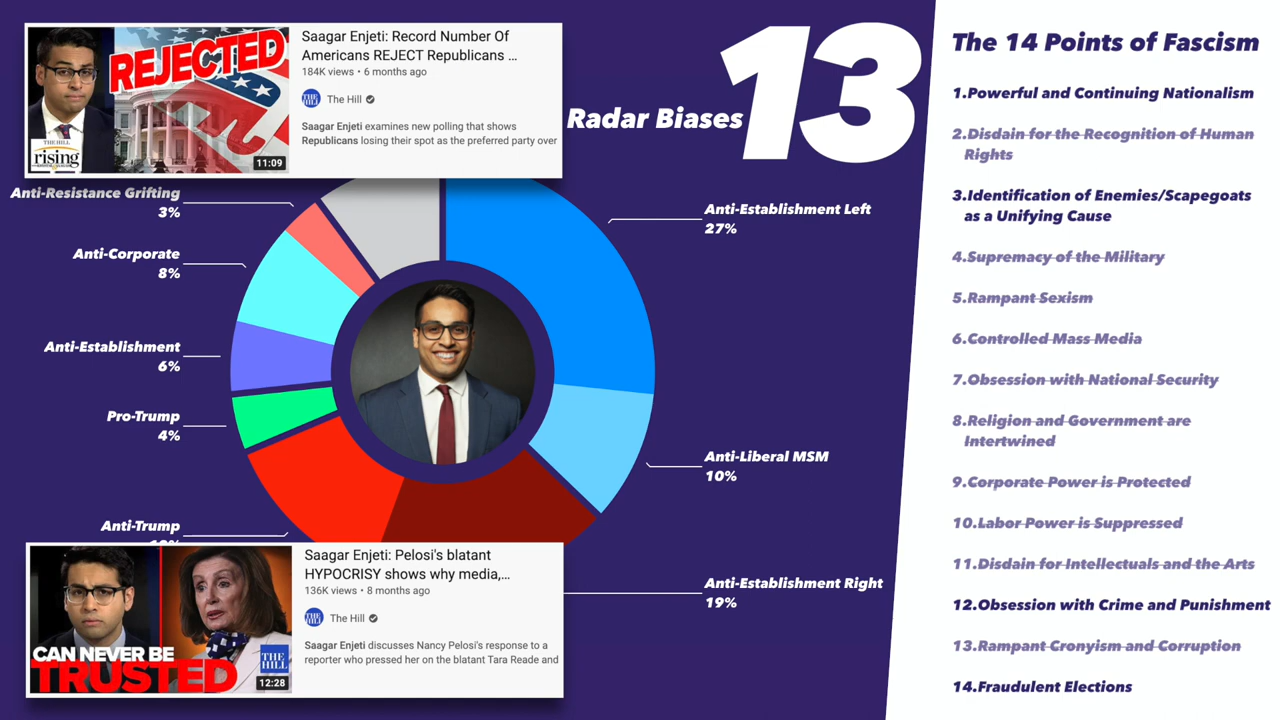 Saagar Enjeti: Record Number Of
Americans REJECT Republicans ...
184K views • 6 months ago
The Hill
Saagar Enjeti examines new polling that shows
Republicans losing their spot as the preferred party over
REJECTED
THE HILL
rising
11:09
13
Radar Biases
Anti-Resistance Grifting
3%
Anti-Corporate
8%
Anti-Establishment
6%
Pro-Trump
4%
Anti-Trump
Anti-Establishment Left
27%
Anti-Liberal MSM
10%
Anti-Establishment Right
19%
Saagar Enjeti: Pelosi's blatant
HYPOCRISY shows why media,...
136K views • 8 months ago
THE HILL
The Hill
Saagar Enjeti discusses Nancy Pelosi's response to a
reporter who pressed her on the blatant Tara Reade and
CAN NEVER BE
TRUSTED
THE
HILL
12:28
The 14 Points of Fascism
1.Powerful and Continuing Nationalism
2.Disdain for the Recognition of Human
Rights
3.Identification of Enemies/Scapegoats
as a Unifying Cause
4.Supremacy of the Military
5.Rampant Sexism
6.Controlled Mass Media
7.Obsession with National Security
8.Religion and Government are
Intertwined
9.Corporate Power is Protected
10.Labor Power is Suppressed
11.Disdain for Intellectuals and the Arts
12.Obsession with Crime and Punishment
13.Rampant Cronyism and Corruption
14.Fraudulent Elections